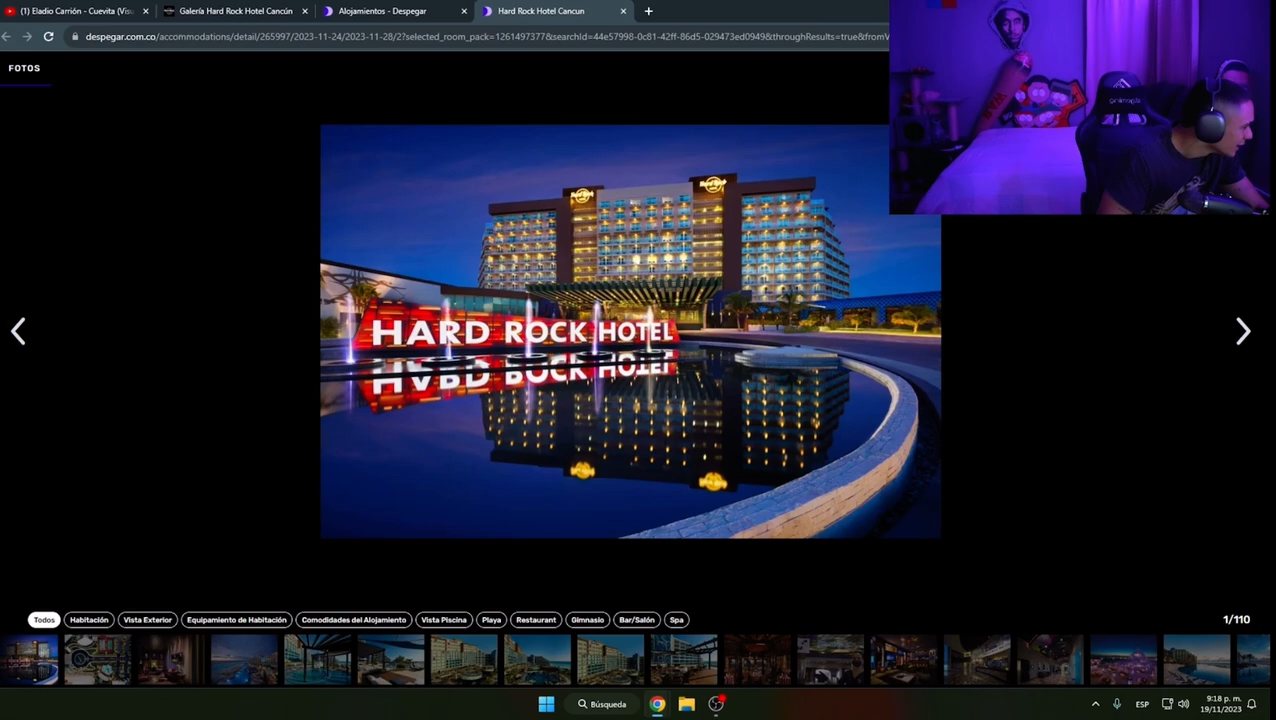 (1) Eladio Carrión - Cuevita (Visu
Galería Hard Rock Hotel Cancún
Alojamientos - Despegar
Hard Rock Hotel Cancun
despegar.com.co/accommodations/detail/265997/2023-11-24/2023-11-28/2?selected_room_pack=1261497377&searchId=44e57998-0c81-42ff-86d5-029473ed0949&throughResults=true&fromV
FOTOS
HARD ROCK HOTEL
Todos
Habitación
Vista Exterior
Equipamiento de Habitación
Comodidades del Alojamiento
Vista Piscina
Playa
Restaurant
Gimnasio
Bar/Salón
Spa
1/110
Búsqueda
ESP
9:18 p. m.
19/11/2023